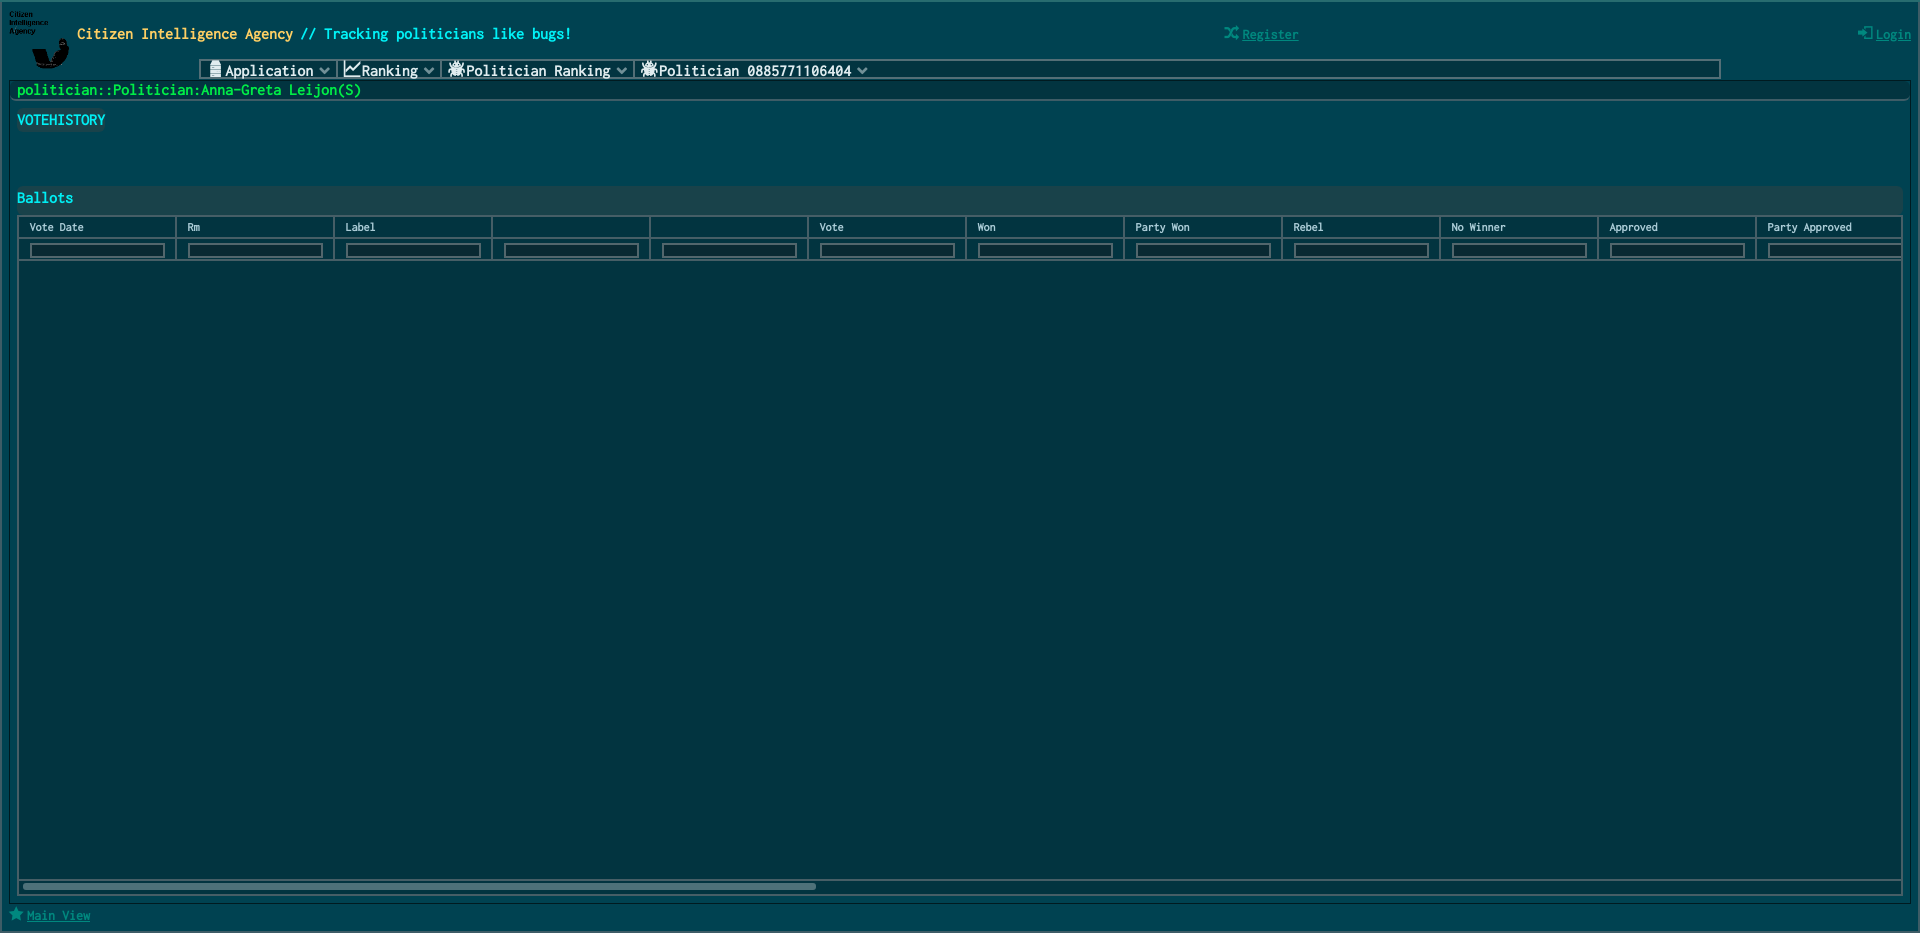 Citizen
Intelligence
Agency
Citizen Intelligence Agency // Tracking politicians like bugs!
Register
Login
Application
Ranking
Politician Ranking
Politician 0885771106404
politician::Politician:Anna-Greta Leijon(S)
VOTEHISTORY
Ballots
Vote Date Rm Label Vote Won Party Won Rebel No Winner Approved Party Approved
Main View